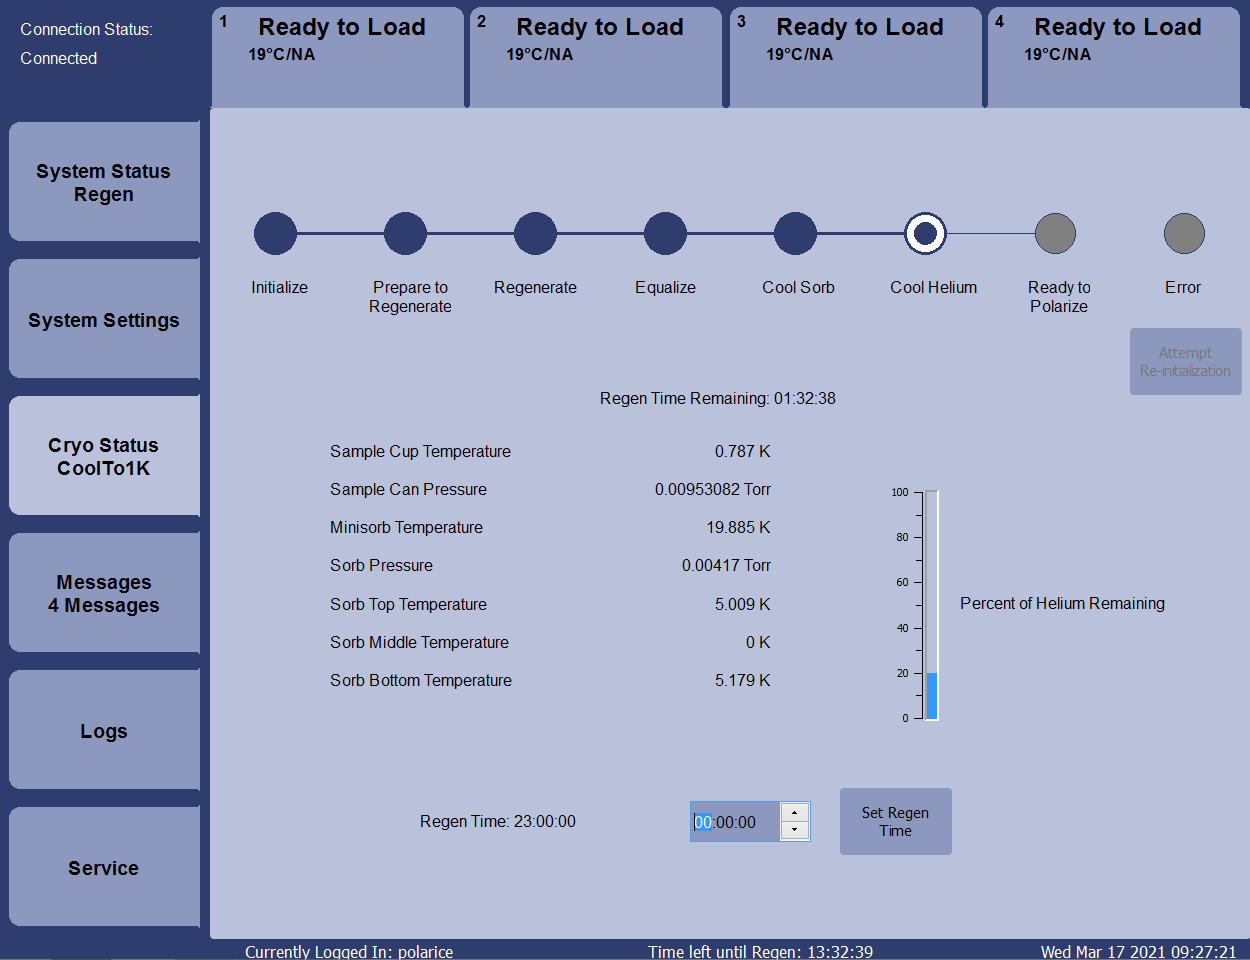 Connection Status:
Connected
1 Ready to Load
19°C/NA
2 Ready to Load
19°C/NA
3 Ready to Load
19°C/NA
4 Ready to Load
19°C/NA
System Status
Regen
System Settings
Cryo Status
CoolTo1K
Messages
4 Messages
Logs
Service
Initialize
Prepare to
Regenerate
Regenerate
Equalize
Cool Sorb
Cool Helium
Ready to
Polarize
Error
Attempt
Re-initialization
Regen Time Remaining: 01:32:38
Sample Cup Temperature 0.787 K
Sample Can Pressure 0.00953082 Torr
Minisorb Temperature 19.885 K
Sorb Pressure 0.00417 Torr
Sorb Top Temperature 5.009 K
Sorb Middle Temperature 0 K
Sorb Bottom Temperature 5.179 K
100
80
60
40
20
0
Percent of Helium Remaining
Regen Time: 23:00:00
00:00:00
Set Regen
Time
Currently Logged In: polarice
Time left until Regen: 13:32:39
Wed Mar 17 2021 09:27:21